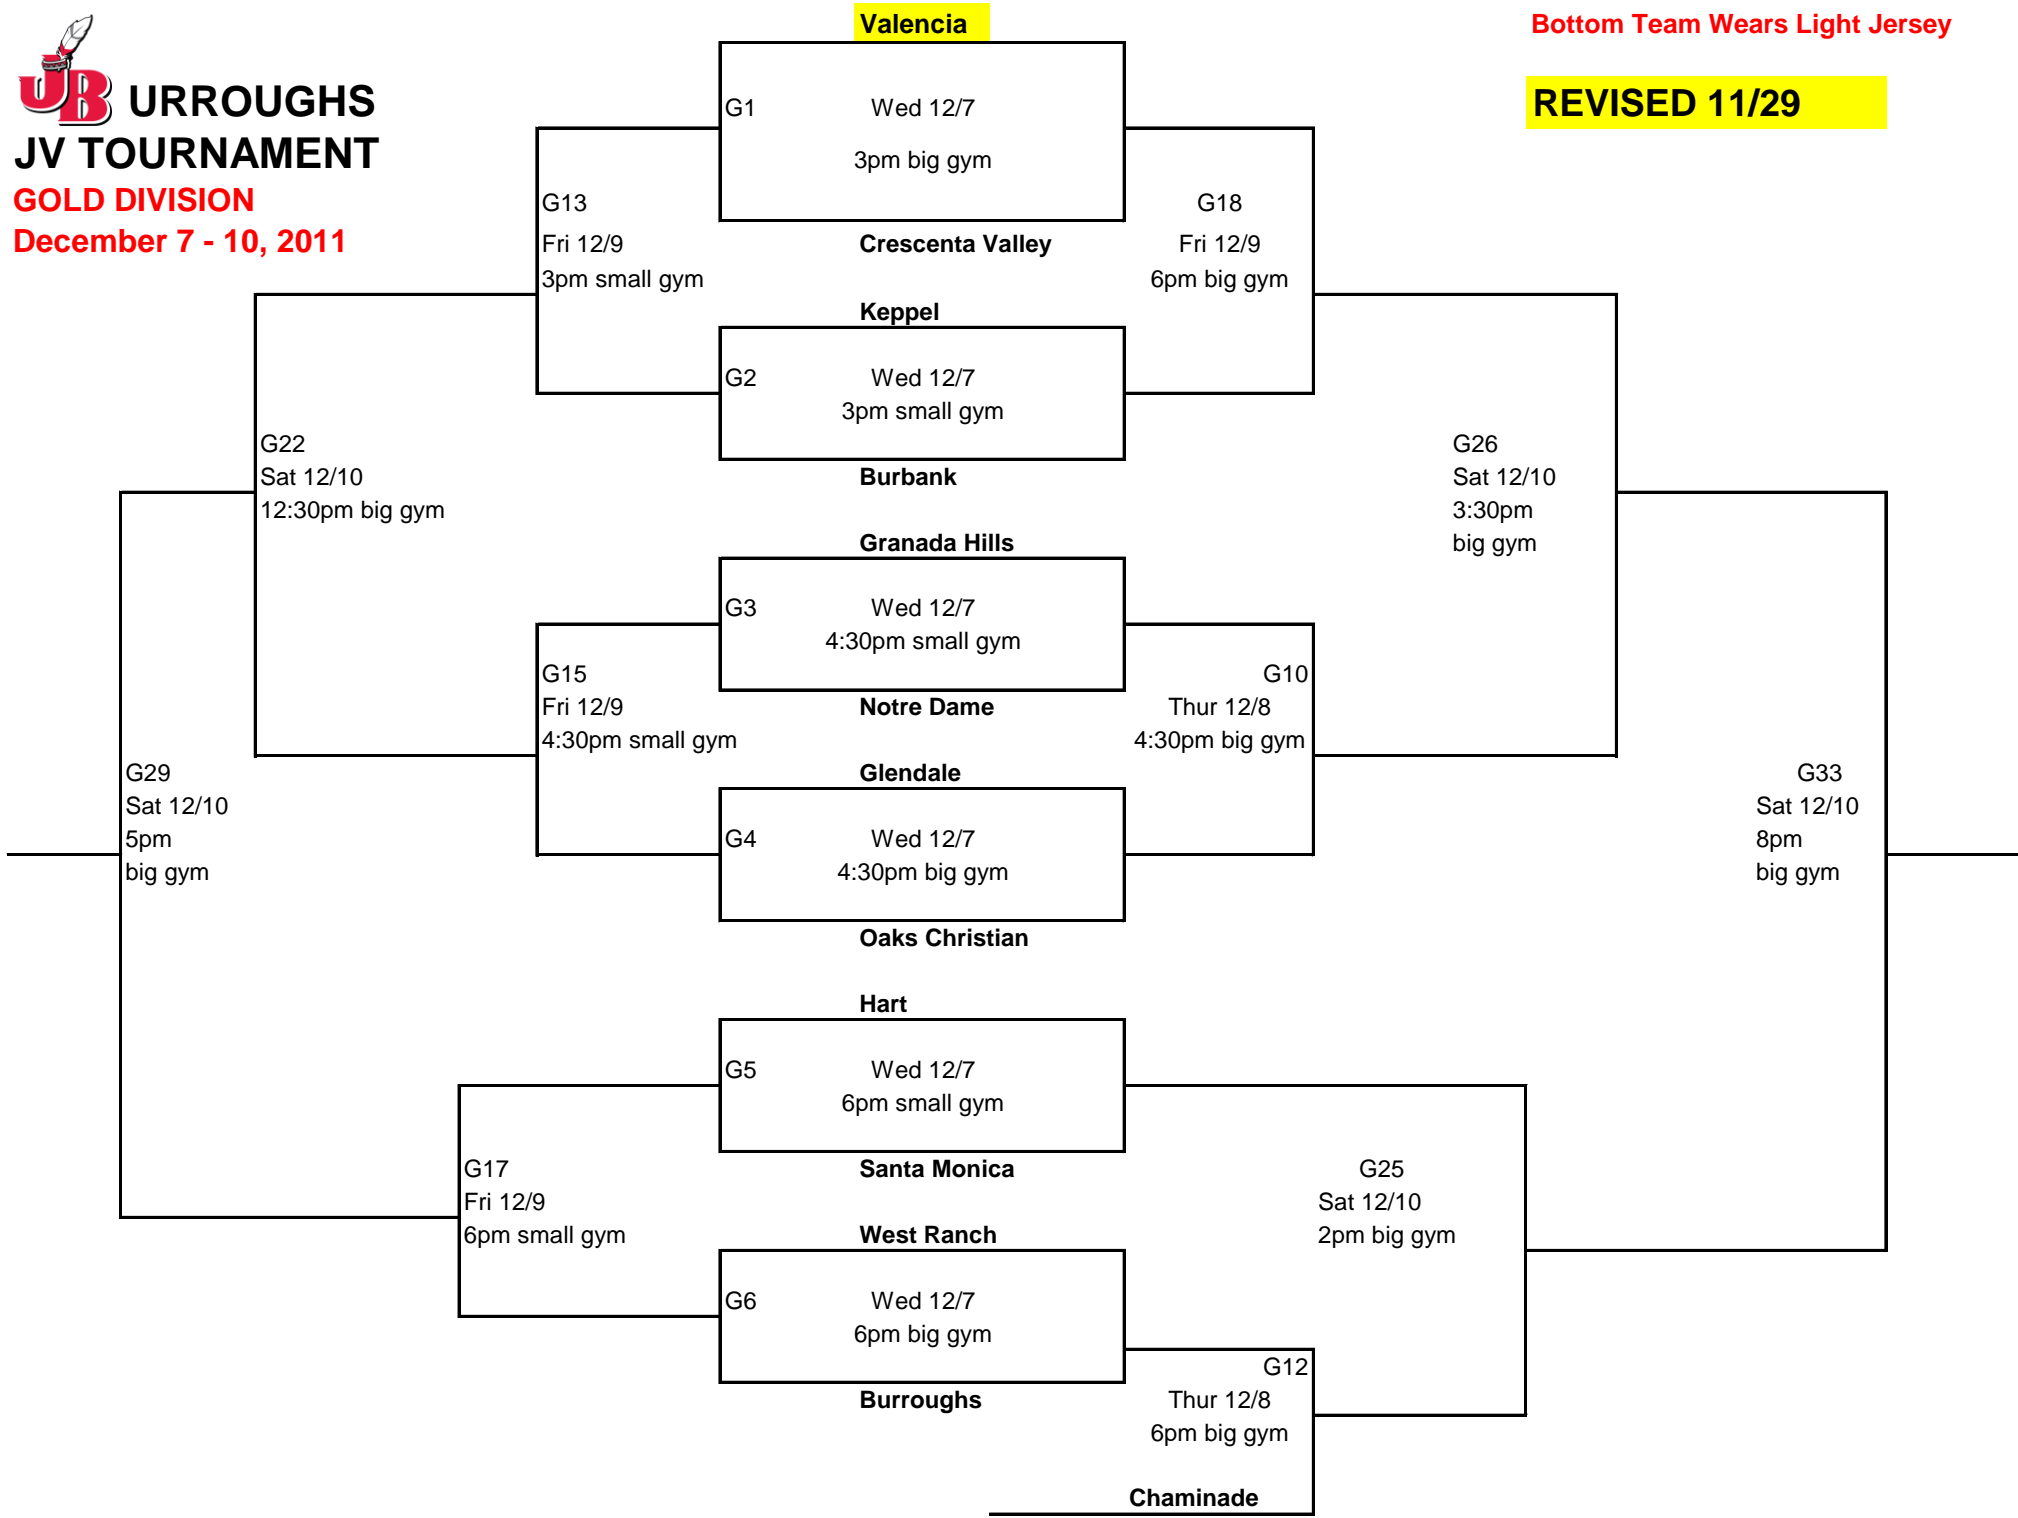 Valencia
Bottom Team Wears Light Jersey
JB URROUGHS
REVISED 11/29
JV TOURNAMENT
GOLD DIVISION
December 7 - 10, 2011
G1 Wed 12/7
3pm big gym
Crescenta Valley
G13
Fri 12/9
3pm small gym
G18
Fri 12/9
6pm big gym
Keppel
G2 Wed 12/7
3pm small gym
Burbank
G22
Sat 12/10
12:30pm big gym
G26
Sat 12/10
3:30pm
big gym
Granada Hills
G3 Wed 12/7
4:30pm small gym
Notre Dame
G15
Fri 12/9
4:30pm small gym
G10
Thur 12/8
4:30pm big gym
Glendale
G4 Wed 12/7
4:30pm big gym
Oaks Christian
G29
Sat 12/10
5pm
big gym
G33
Sat 12/10
8pm
big gym
Hart
G5 Wed 12/7
6pm small gym
Santa Monica
G17
Fri 12/9
6pm small gym
G25
Sat 12/10
2pm big gym
West Ranch
G6 Wed 12/7
6pm big gym
Burroughs
G12
Thur 12/8
6pm big gym
Chaminade